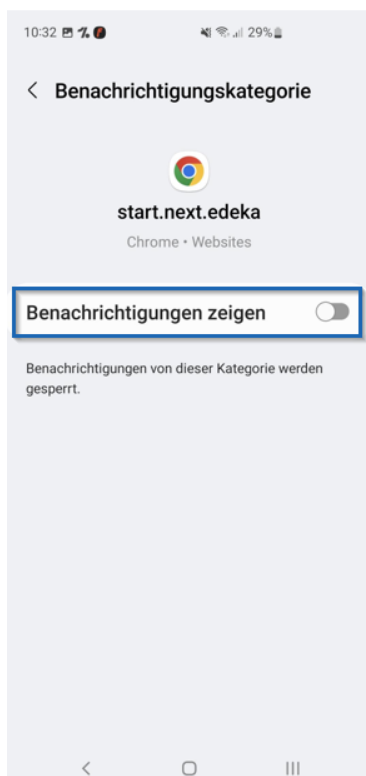 10:32 29%
Benachrichtigungskategorie
start.next.edeka
Chrome • Websites
Benachrichtigungen zeigen
Benachrichtigungen von dieser Kategorie werden
gesperrt.